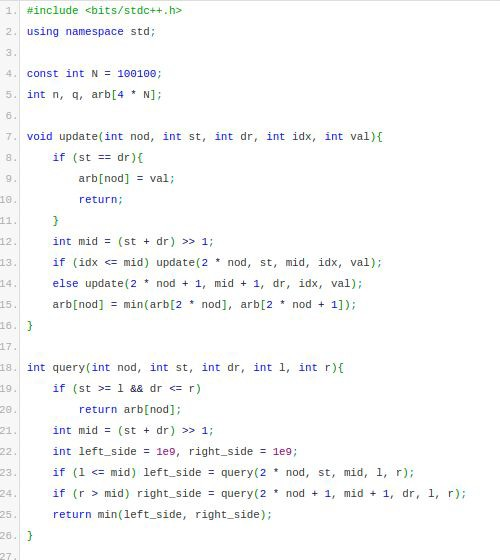 1. #include <bits/stdc++.h>
2. using namespace std;
3.
4. const int N = 100100;
5. int n, q, arb[4 * N];
6.
7. void update(int nod, int st, int dr, int idx, int val){
8.     if (st == dr){
9.         arb[nod] = val;
10.         return;
11.     }
12.     int mid = (st + dr) >> 1;
13.     if (idx <= mid) update(2 * nod, st, mid, idx, val);
14.     else update(2 * nod + 1, mid + 1, dr, idx, val);
15.     arb[nod] = min(arb[2 * nod], arb[2 * nod + 1]);
16. }
17.
18. int query(int nod, int st, int dr, int l, int r){
19.     if (st >= l && dr <= r)
20.         return arb[nod];
21.     int mid = (st + dr) >> 1;
22.     int left_side = 1e9, right_side = 1e9;
23.     if (l <= mid) left_side = query(2 * nod, st, mid, l, r);
24.     if (r > mid) right_side = query(2 * nod + 1, mid + 1, dr, l, r);
25.     return min(left_side, right_side);
26. }
27.